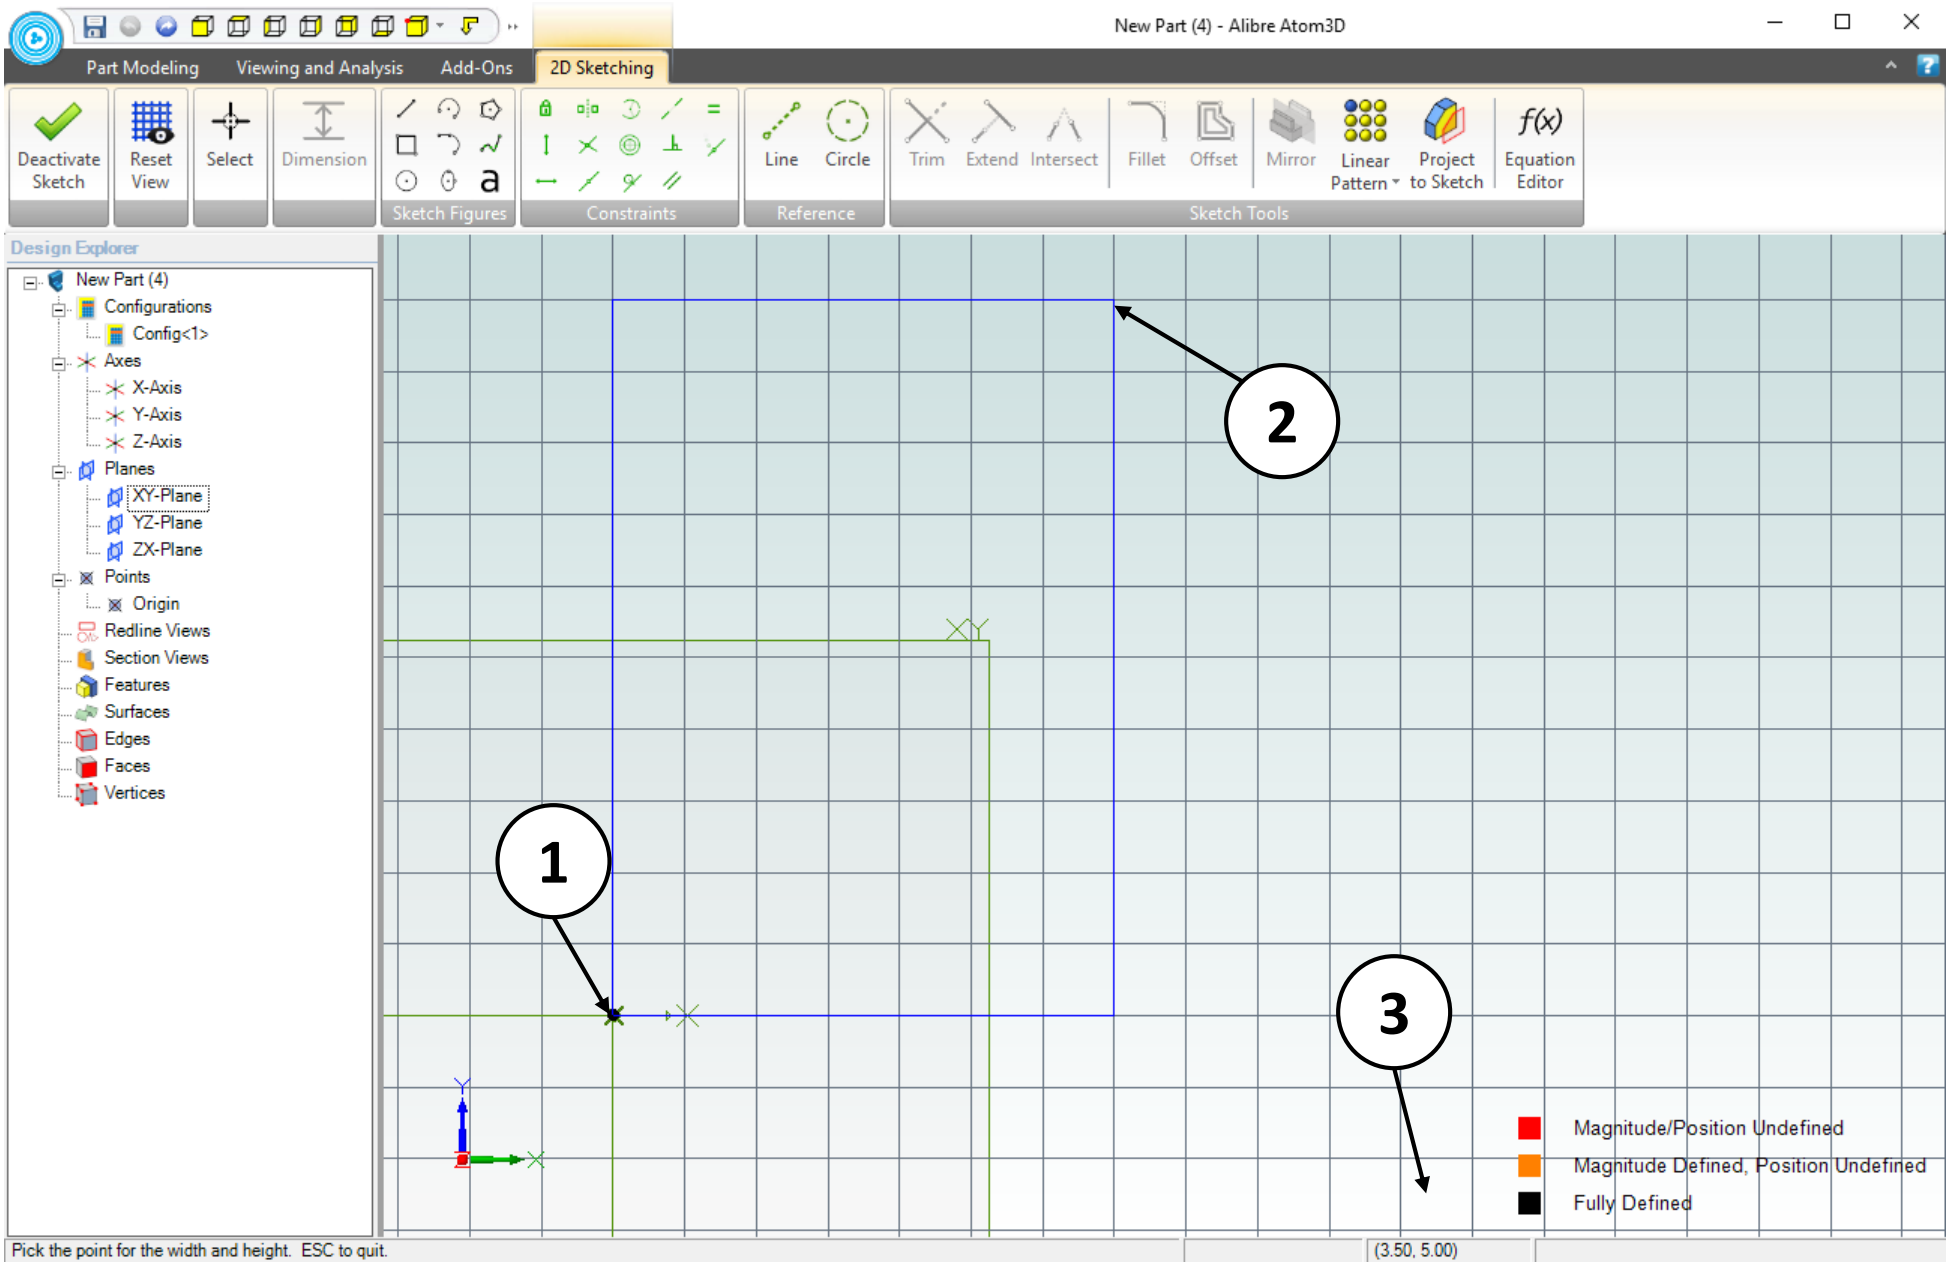 New Part (4) - Alibre Atom3D
Part Modeling Viewing and Analysis Add-Ons 2D Sketching
Deactivate Sketch
Reset View
Select
Dimension
a
Sketch Figures
Constraints
Line Circle
Reference
Trim Extend Intersect Fillet Offset Mirror
Linear Pattern
Project to Sketch
f(x)
Equation Editor
Sketch Tools
Design Explorer
New Part (4)
Configurations
Config<1>
Axes
X-Axis
Y-Axis
Z-Axis
Planes
XY-Plane
YZ-Plane
ZX-Plane
Points
Origin
Redline Views
Section Views
Features
Surfaces
Edges
Faces
Vertices
2
XY
1
X
3
Y
X
Magnitude/Position Undefined
Magnitude Defined, Position Undefined
Fully Defined
Pick the point for the width and height. ESC to quit.
(3.50, 5.00)